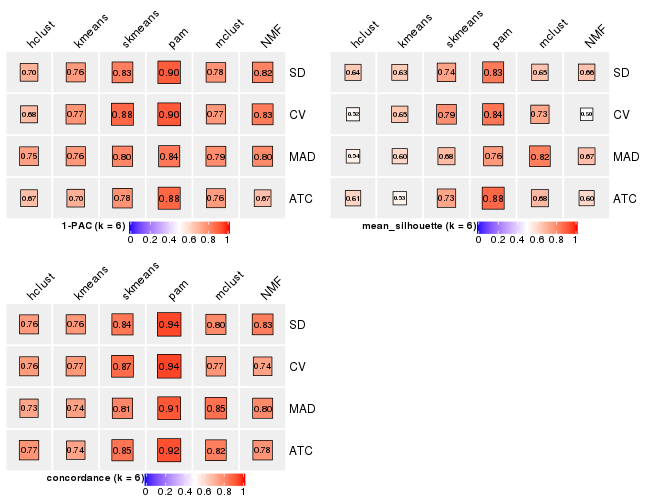 hclust kmeans skmeans pam mclust NMF
0.70 0.76 0.83 0.90 0.78 0.82 SD
0.68 0.77 0.88 0.90 0.77 0.83 CV
0.75 0.76 0.80 0.84 0.79 0.80 MAD
0.67 0.70 0.78 0.88 0.76 0.67 ATC
1-PAC (k = 6)
0 0.2 0.4 0.6 0.8 1
hclust kmeans skmeans pam mclust NMF
0.64 0.63 0.74 0.83 0.65 0.66 SD
0.52 0.65 0.79 0.84 0.73 0.50 CV
0.54 0.60 0.68 0.76 0.82 0.67 MAD
0.61 0.53 0.73 0.88 0.68 0.60 ATC
mean_silhouette (k = 6)
0 0.2 0.4 0.6 0.8 1
hclust kmeans skmeans pam mclust NMF
0.76 0.76 0.84 0.94 0.80 0.83 SD
0.76 0.77 0.87 0.94 0.77 0.74 CV
0.73 0.74 0.81 0.91 0.85 0.80 MAD
0.77 0.74 0.85 0.92 0.82 0.78 ATC
concordance (k = 6)
0 0.2 0.4 0.6 0.8 1